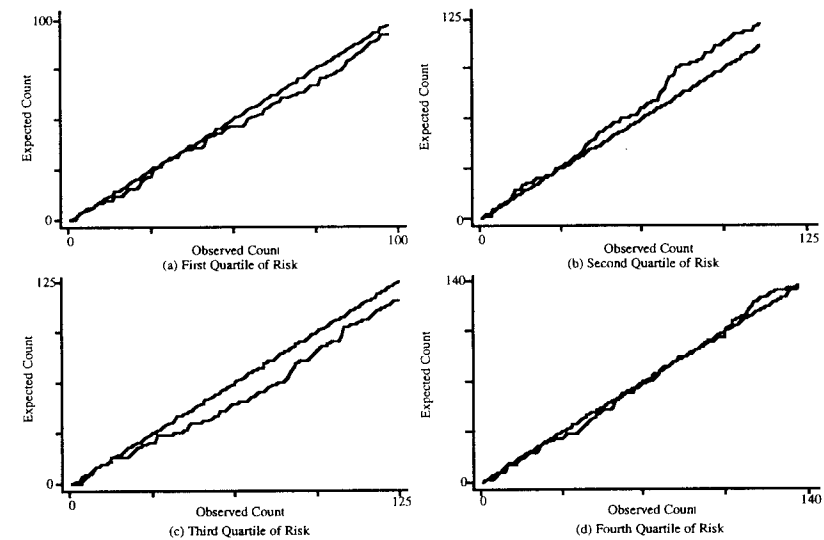 100
Expected Count
0
0
100
Observed Count
(a) First Quartile of Risk
125
Expected Count
0
0
125
Observed Count
(b) Second Quartile of Risk
125
Expected Count
0
0
125
Observed Count
(c) Third Quartile of Risk
140
Expected Count
0
0
140
Observed Count
(d) Fourth Quartile of Risk